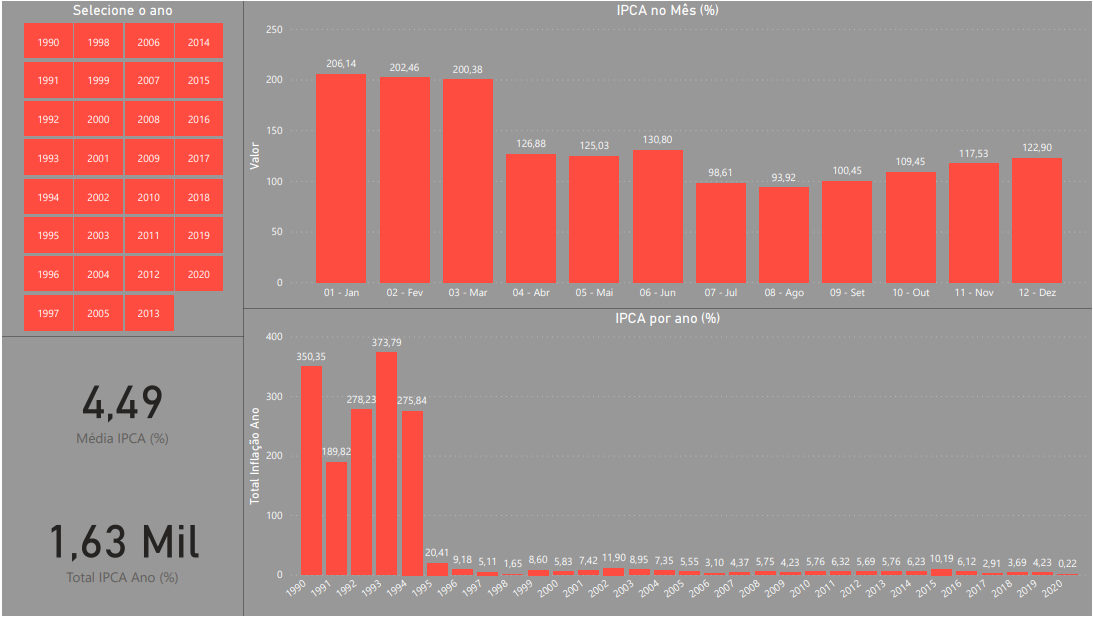 Selecione o ano
1990 1998 2006 2014
1991 1999 2007 2015
1992 2000 2008 2016
1993 2001 2009 2017
1994 2002 2010 2018
1995 2003 2011 2019
1996 2004 2012 2020
1997 2005 2013
4,49
Média IPCA (%)
1,63 Mil
Total IPCA Ano (%)
IPCA no Mês (%)
Valor
250
200
150
100
50
0
206,14 202,46 200,38 126,88 125,03 130,80 98,61 93,92 100,45 109,45 117,53 122,90
01 - Jan 02 - Fev 03 - Mar 04 - Abr 05 - Mai 06 - Jun 07 - Jul 08 - Ago 09 - Set 10 - Out 11 - Nov 12 - Dez
IPCA por ano (%)
Total Inflação Ano
400
300
200
100
0
350,35 189,82 278,23 373,79 275,84 20,41 9,18 5,11 1,65 8,60 5,83 7,42 11,90 8,95 7,35 5,55 3,10 4,37 5,75 4,23 5,76 6,32 5,69 5,76 6,23 10,19 6,12 2,91 3,69 4,23 0,22
1990 1991 1992 1993 1994 1995 1996 1997 1998 1999 2000 2001 2002 2003 2004 2005 2006 2007 2008 2009 2010 2011 2012 2013 2014 2015 2016 2017 2018 2019 2020